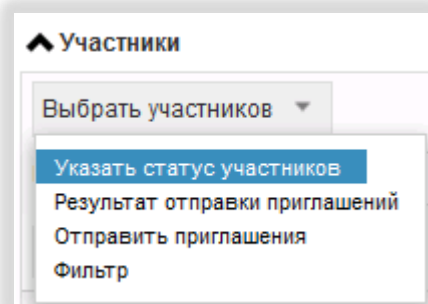 Участники
Выбрать участников
Указать статус участников
Результат отправки приглашений
Отправить приглашения
Фильтр